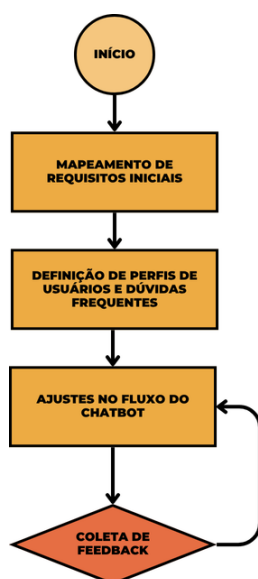 INÍCIO
MAPEAMENTO DE
REQUISITOS INICIAIS
DEFINIÇÃO DE PERFIS DE
USUÁRIOS E DÚVIDAS
FREQUENTES
AJUSTES NO FLUXO DO
CHATBOT
COLETA DE
FEEDBACK